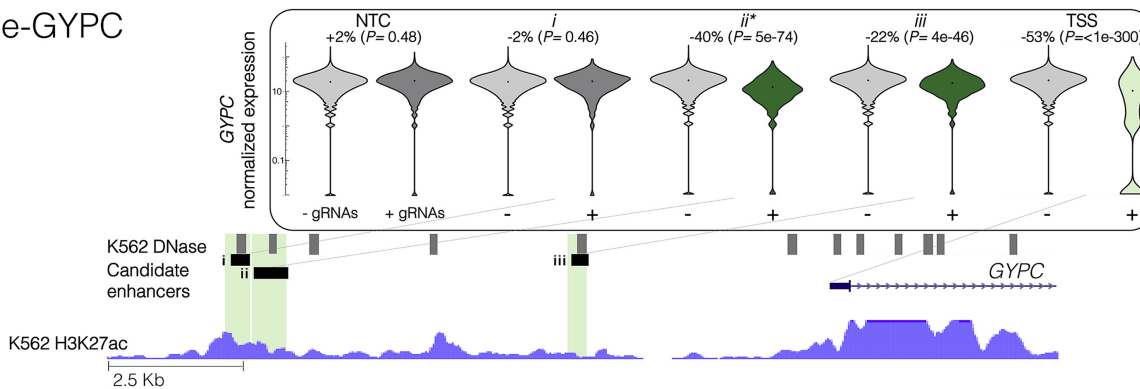 e-GYPC
NTC i ii* iii TSS
+2% (P= 0.48) -2% (P= 0.46) -40% (P= 5e-74) -22% (P= 4e-46) -53% (P=<1e-300)
GYPC
normalized expression
10
0.1
- gRNAs + gRNAs - + - + - + - +
K562 DNase
i
ii
iii
Candidate
enhancers
GYPC
K562 H3K27ac
2.5 Kb